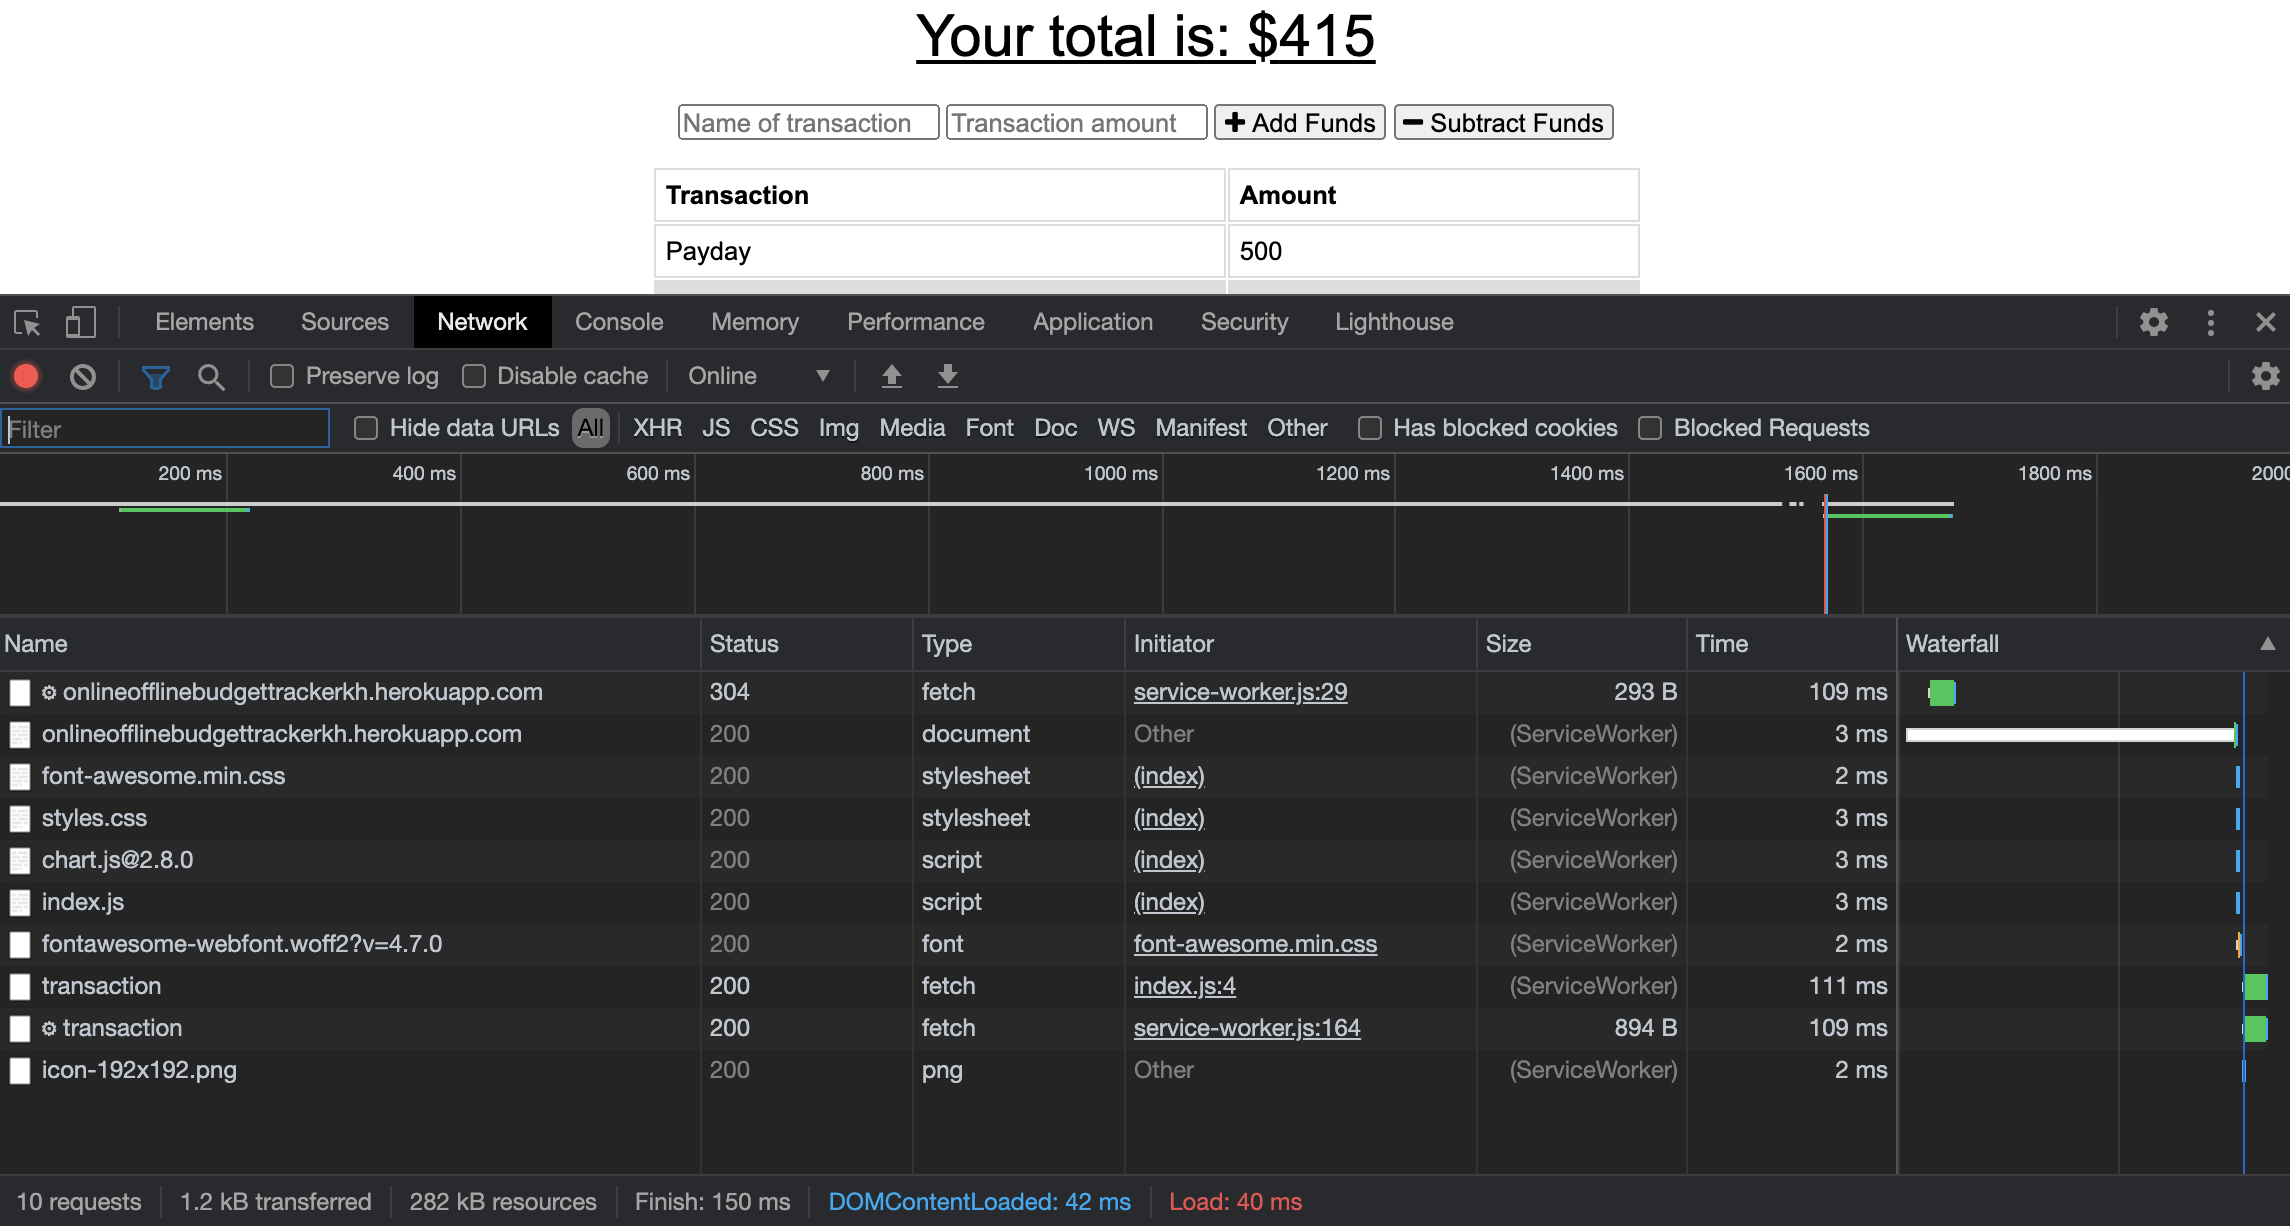 Your total is: $415
Name of transaction Transaction amount + Add Funds − Subtract Funds
Transaction Amount
Payday 500
Elements Sources Network Console Memory Performance Application Security Lighthouse
Preserve log Disable cache Online
Filter Hide data URLs All XHR JS CSS Img Media Font Doc WS Manifest Other Has blocked cookies Blocked Requests
200 ms 400 ms 600 ms 800 ms 1000 ms 1200 ms 1400 ms 1600 ms 1800 ms 2000
Name Status Type Initiator Size Time Waterfall
onlineofflinebudgettrackerkh.herokuapp.com 304 fetch service-worker.js:29 293 B 109 ms
onlineofflinebudgettrackerkh.herokuapp.com 200 document Other (ServiceWorker) 3 ms
font-awesome.min.css 200 stylesheet (index) (ServiceWorker) 2 ms
styles.css 200 stylesheet (index) (ServiceWorker) 3 ms
chart.js@2.8.0 200 script (index) (ServiceWorker) 3 ms
index.js 200 script (index) (ServiceWorker) 3 ms
fontawesome-webfont.woff2?v=4.7.0 200 font font-awesome.min.css (ServiceWorker) 2 ms
transaction 200 fetch index.js:4 (ServiceWorker) 111 ms
transaction 200 fetch service-worker.js:164 894 B 109 ms
icon-192x192.png 200 png Other (ServiceWorker) 2 ms
10 requests 1.2 kB transferred 282 kB resources Finish: 150 ms DOMContentLoaded: 42 ms Load: 40 ms